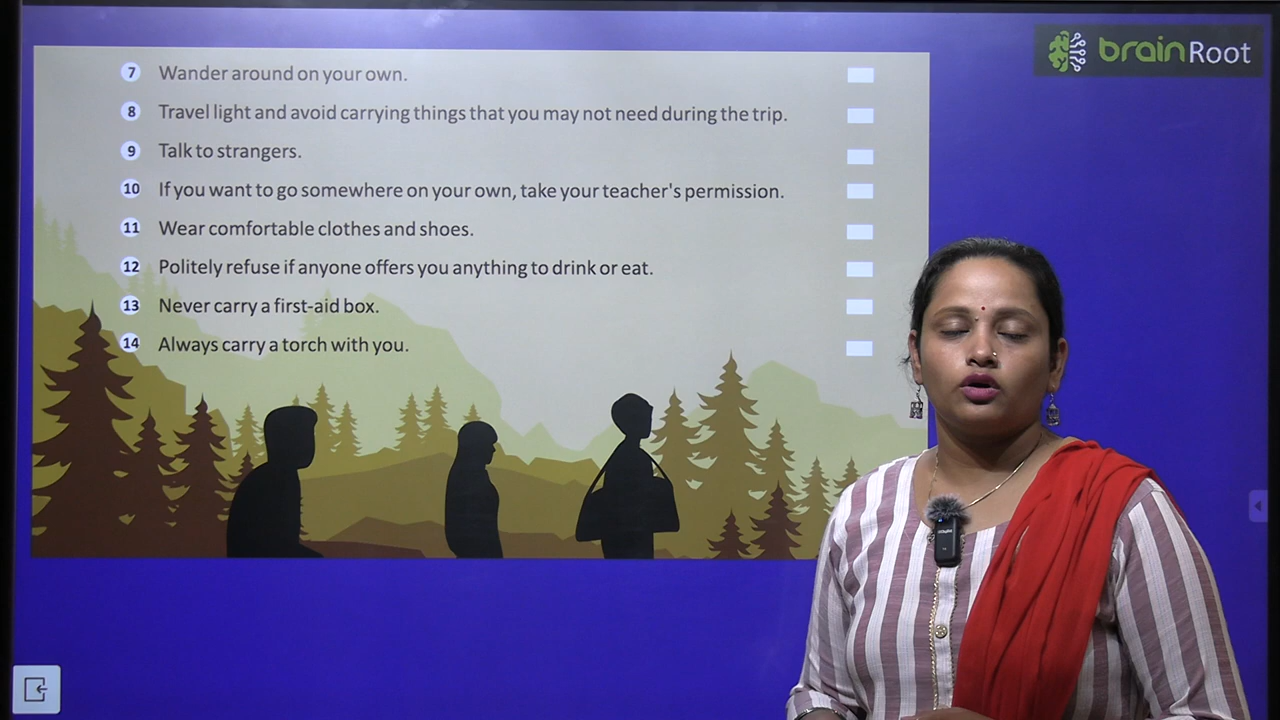 brainRoot
7 Wander around on your own.
8 Travel light and avoid carrying things that you may not need during the trip.
9 Talk to strangers.
10 If you want to go somewhere on your own, take your teacher's permission.
11 Wear comfortable clothes and shoes.
12 Politely refuse if anyone offers you anything to drink or eat.
13 Never carry a first-aid box.
14 Always carry a torch with you.